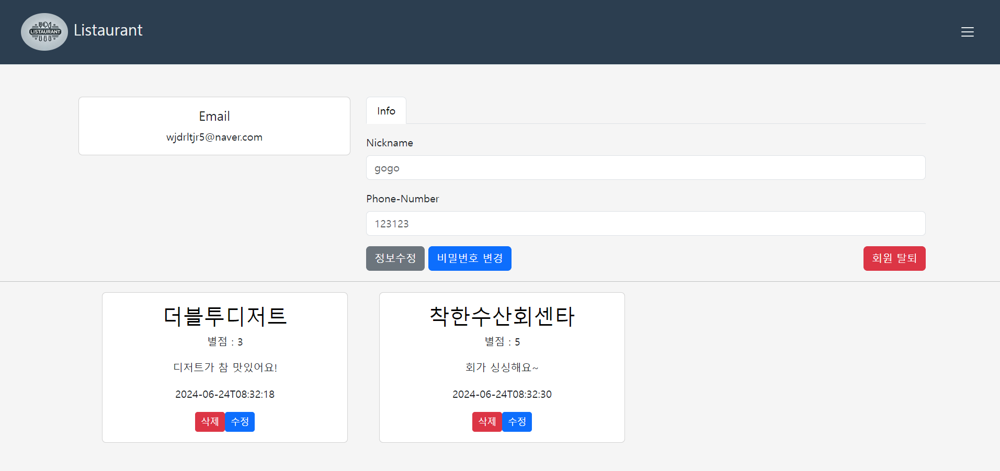 LISTAURANT
Listaurant
Email
wjdrltjr5@naver.com
Info
Nickname
gogo
Phone-Number
123123
정보수정
비밀번호 변경
회원 탈퇴
더블투디저트
별점 : 3
디저트가 참 맛있어요!
2024-06-24T08:32:18
삭제
수정
착한수산회센타
별점 : 5
회가 싱싱해요~
2024-06-24T08:32:30
삭제
수정